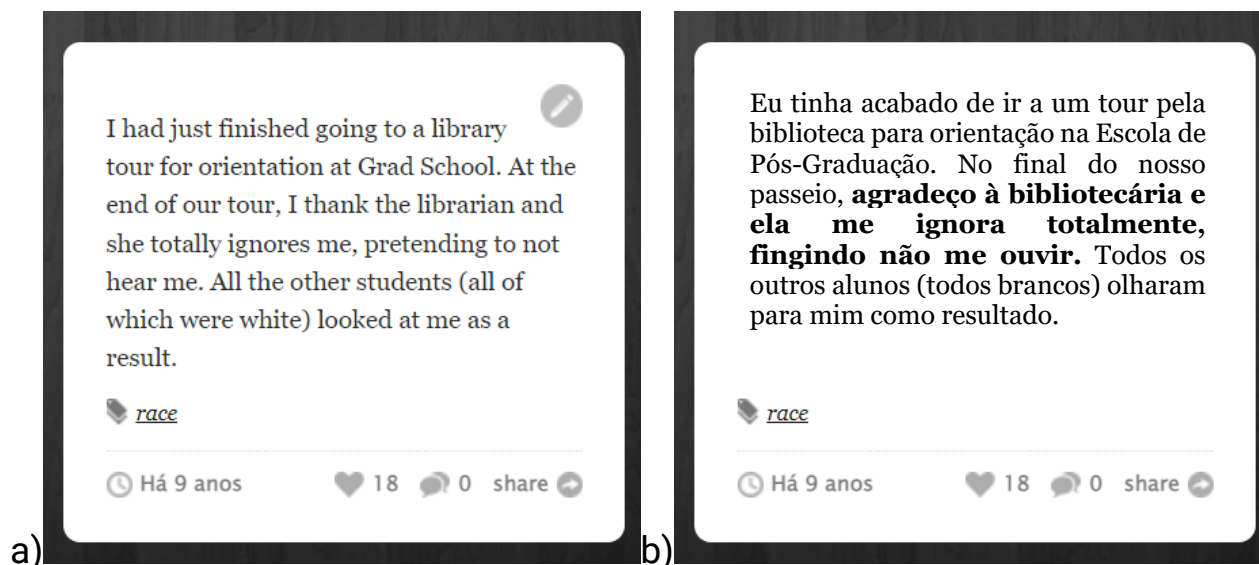 I had just finished going to a library
tour for orientation at Grad School. At the
end of our tour, I thank the librarian and
she totally ignores me, pretending to not
hear me. All the other students (all of
which were white) looked at me as a
result.
race
Há 9 anos 18 0 share
a)
Eu tinha acabado de ir a um tour pela
biblioteca para orientação na Escola de
Pós-Graduação. No final do nosso
passeio, agradeço à bibliotecária e
ela me ignora totalmente,
fingindo não me ouvir. Todos os
outros alunos (todos brancos) olharam
para mim como resultado.
race
Há 9 anos 18 0 share
b)